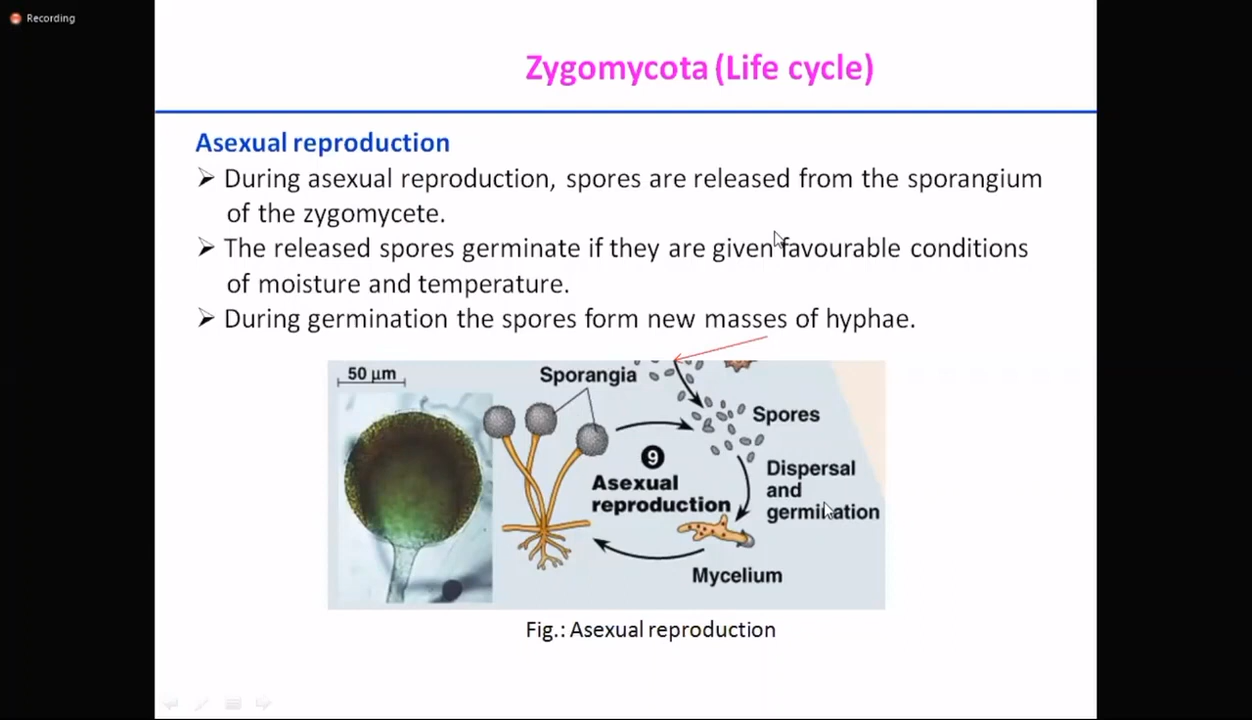 Recording
Zygomycota (Life cycle)
Asexual reproduction
➢ During asexual reproduction, spores are released from the sporangium
of the zygomycete.
➢ The released spores germinate if they are given favourable conditions
of moisture and temperature.
➢ During germination the spores form new masses of hyphae.
50 µm
Sporangia
Spores
9
Asexual
reproduction
Dispersal
and
germination
Mycelium
Fig.: Asexual reproduction